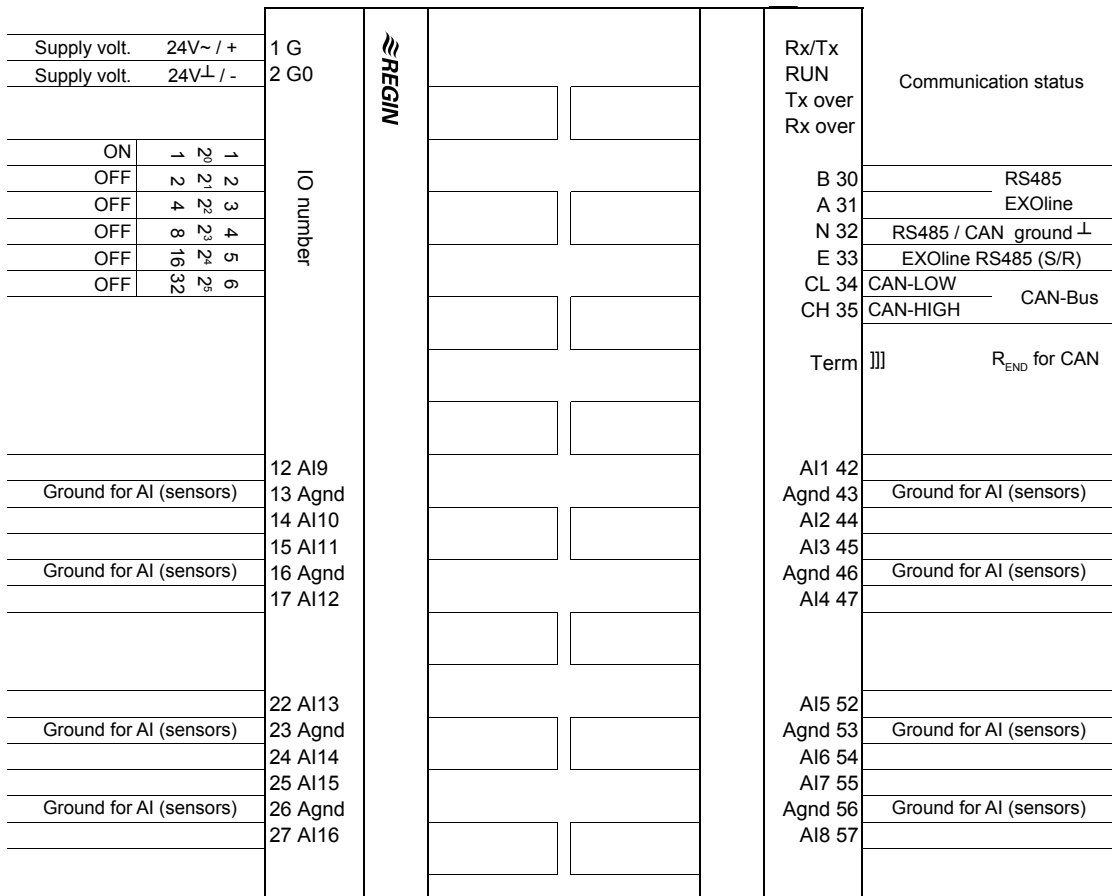 Supply volt. 24V~ / + 1 G
Supply volt. 24V┴ / - 2 G0
REGIN
Rx/Tx
RUN
Tx over
Rx over
Communication status
ON 1 2⁰ 1
OFF 2 2¹ 2
OFF 4 2² 3
OFF 8 2³ 4
OFF 16 2⁴ 5
OFF 32 2⁵ 6
IO number
B 30 RS485
A 31 EXOline
N 32 RS485 / CAN ground ┴
E 33 EXOline RS485 (S/R)
CL 34 CAN-LOW
CH 35 CAN-HIGH
CAN-Bus
Term ]]] R_END for CAN
12 AI9
Ground for AI (sensors) 13 Agnd
14 AI10
15 AI11
Ground for AI (sensors) 16 Agnd
17 AI12
AI1 42
Agnd 43 Ground for AI (sensors)
AI2 44
AI3 45
Agnd 46 Ground for AI (sensors)
AI4 47
22 AI13
Ground for AI (sensors) 23 Agnd
24 AI14
25 AI15
Ground for AI (sensors) 26 Agnd
27 AI16
AI5 52
Agnd 53 Ground for AI (sensors)
AI6 54
AI7 55
Agnd 56 Ground for AI (sensors)
AI8 57